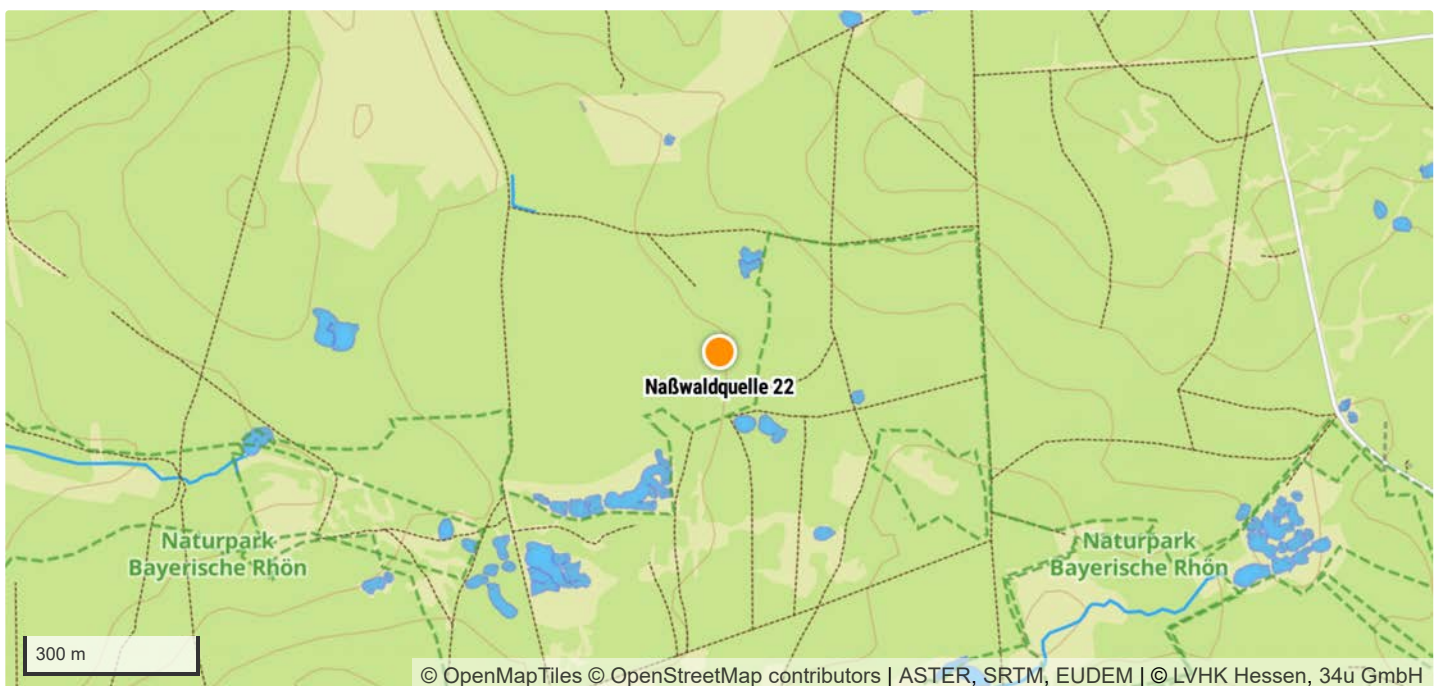 Naßwaldquelle 22
Naturpark
Bayerische Rhön
Naturpark
Bayerische Rhön
300 m
© OpenMapTiles © OpenStreetMap contributors | ASTER, SRTM, EUDEM | © LVHK Hessen, 34u GmbH